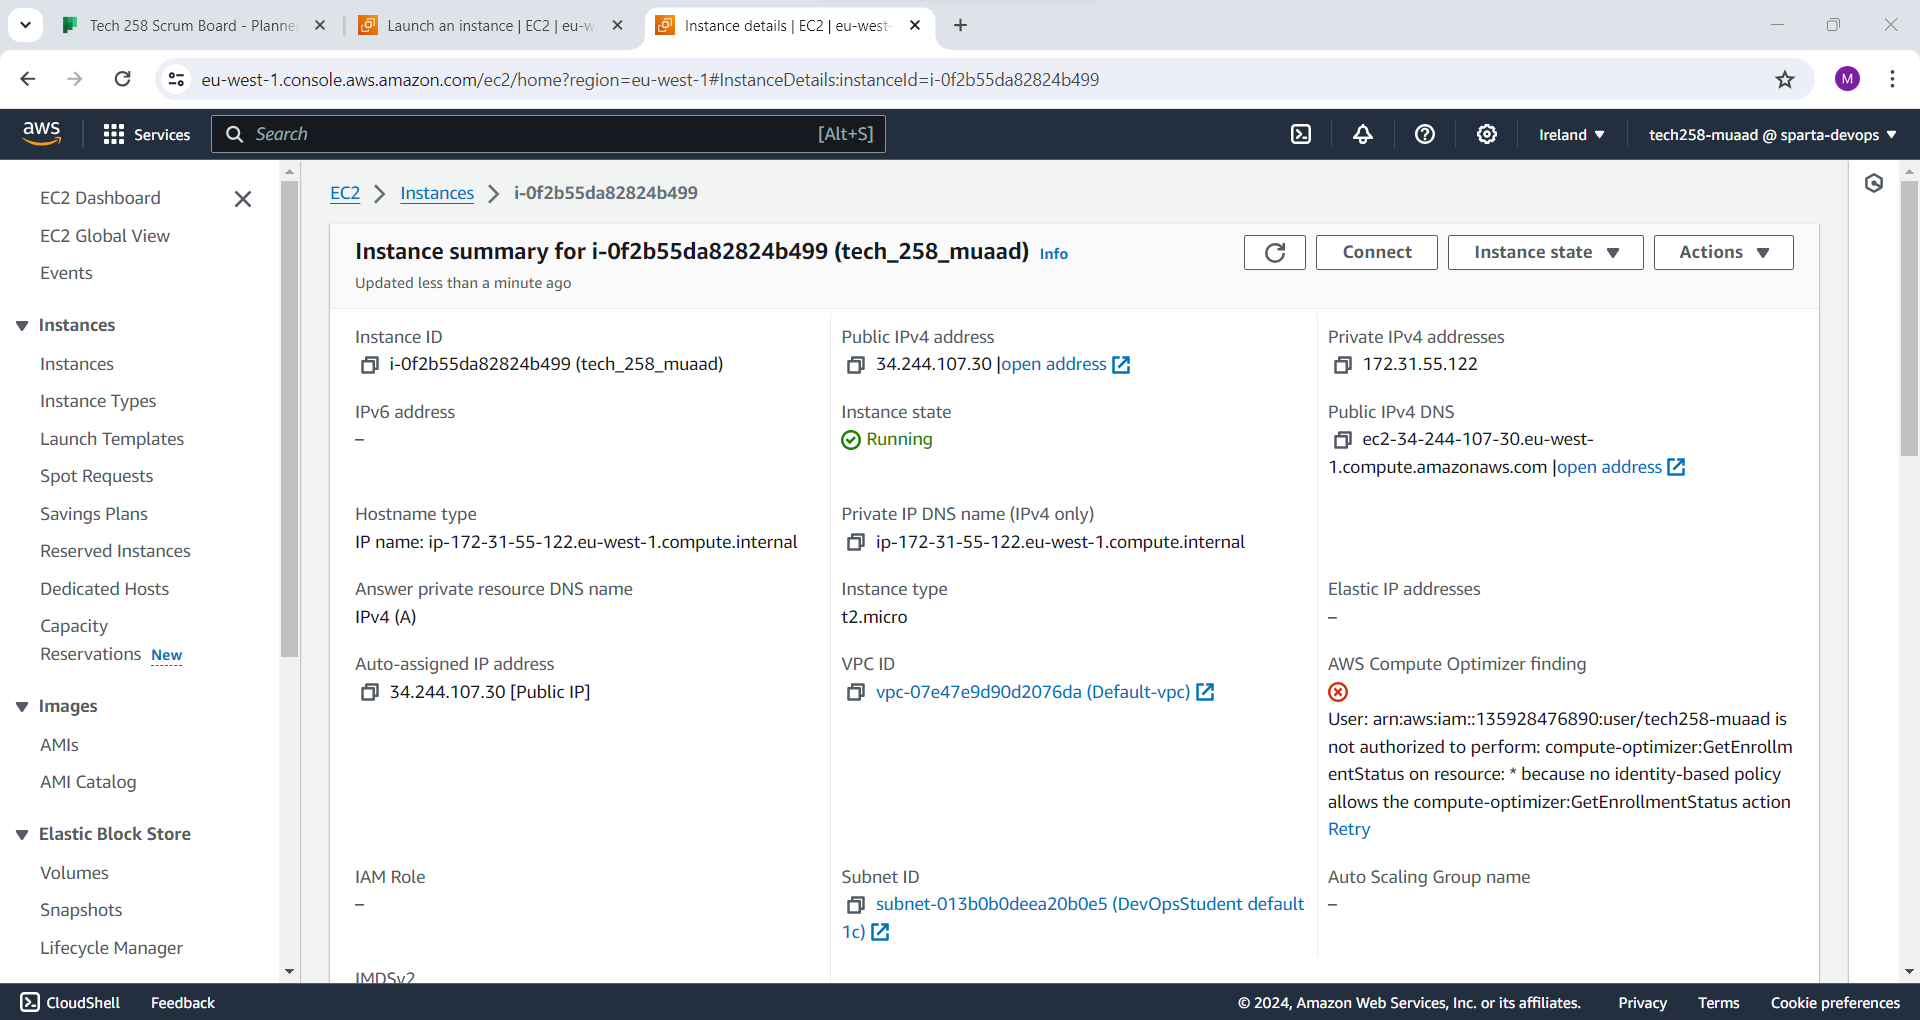 Tech 258 Scrum Board - Planner
Launch an instance | EC2 | eu-w
Instance details | EC2 | eu-west-
eu-west-1.console.aws.amazon.com/ec2/home?region=eu-west-1#InstanceDetails:instanceId=i-0f2b55da82824b499
M
aws
Services
Search
[Alt+S]
Ireland
tech258-muaad @ sparta-devops
EC2 Dashboard
EC2 Global View
Events
Instances
Instances
Instance Types
Launch Templates
Spot Requests
Savings Plans
Reserved Instances
Dedicated Hosts
Capacity
Reservations New
Images
AMIs
AMI Catalog
Elastic Block Store
Volumes
Snapshots
Lifecycle Manager
EC2 Instances i-0f2b55da82824b499
Instance summary for i-0f2b55da82824b499 (tech_258_muaad) Info
Updated less than a minute ago
Connect
Instance state
Actions
Instance ID
i-0f2b55da82824b499 (tech_258_muaad)
Public IPv4 address
34.244.107.30 |open address
Private IPv4 addresses
172.31.55.122
IPv6 address
–
Instance state
Running
Public IPv4 DNS
ec2-34-244-107-30.eu-west-
1.compute.amazonaws.com |open address
Hostname type
IP name: ip-172-31-55-122.eu-west-1.compute.internal
Private IP DNS name (IPv4 only)
ip-172-31-55-122.eu-west-1.compute.internal
Answer private resource DNS name
IPv4 (A)
Instance type
t2.micro
Elastic IP addresses
–
Auto-assigned IP address
34.244.107.30 [Public IP]
VPC ID
vpc-07e47e9d90d2076da (Default-vpc)
AWS Compute Optimizer finding
User: arn:aws:iam::135928476890:user/tech258-muaad is
not authorized to perform: compute-optimizer:GetEnrollm
entStatus on resource: * because no identity-based policy
allows the compute-optimizer:GetEnrollmentStatus action
Retry
IAM Role
–
Subnet ID
subnet-013b0b0deea20b0e5 (DevOpsStudent default
1c)
Auto Scaling Group name
–
IMDSv2
CloudShell
Feedback
© 2024, Amazon Web Services, Inc. or its affiliates.
Privacy
Terms
Cookie preferences